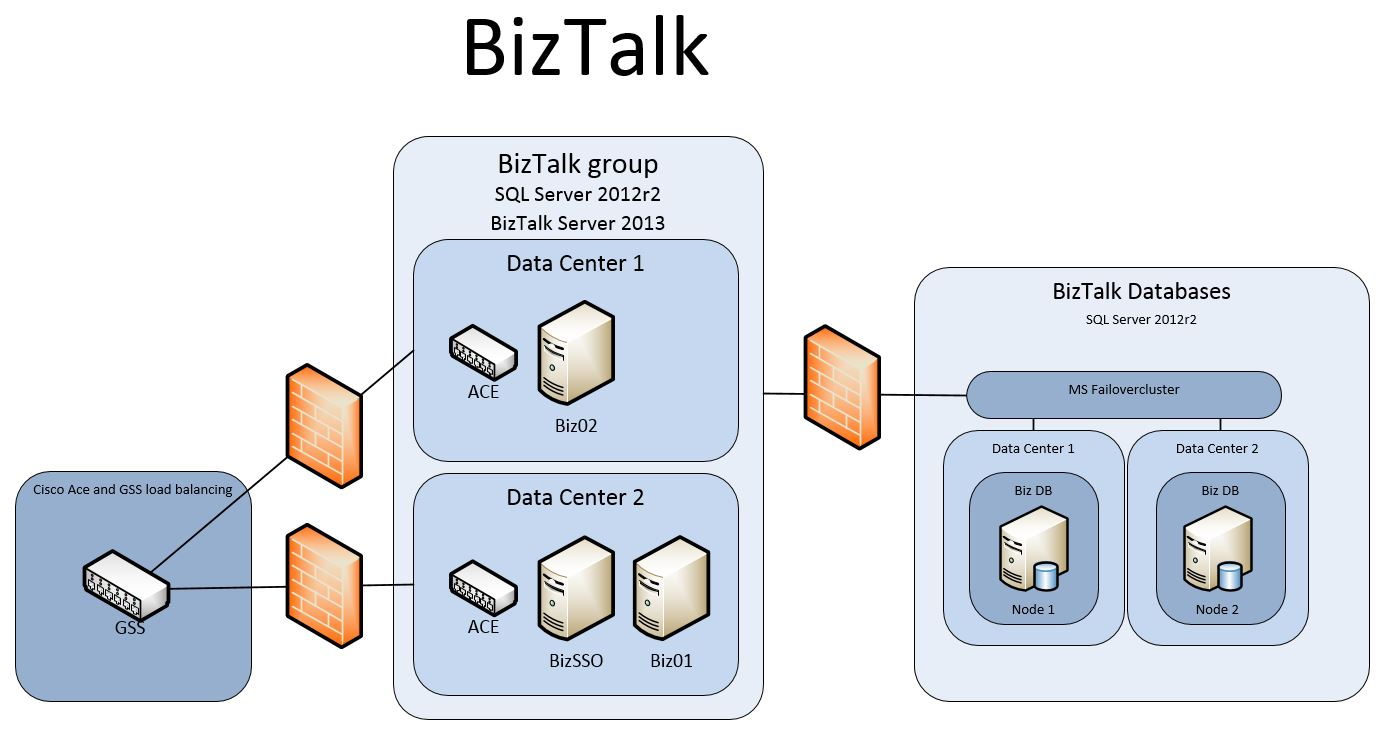 BizTalk
BizTalk group
SQL Server 2012r2
BizTalk Server 2013
Data Center 1
ACE
Biz02
Data Center 2
ACE
BizSSO
Biz01
Cisco Ace and GSS load balancing
GSS
BizTalk Databases
SQL Server 2012r2
MS Failovercluster
Data Center 1
Biz DB
Node 1
Data Center 2
Biz DB
Node 2